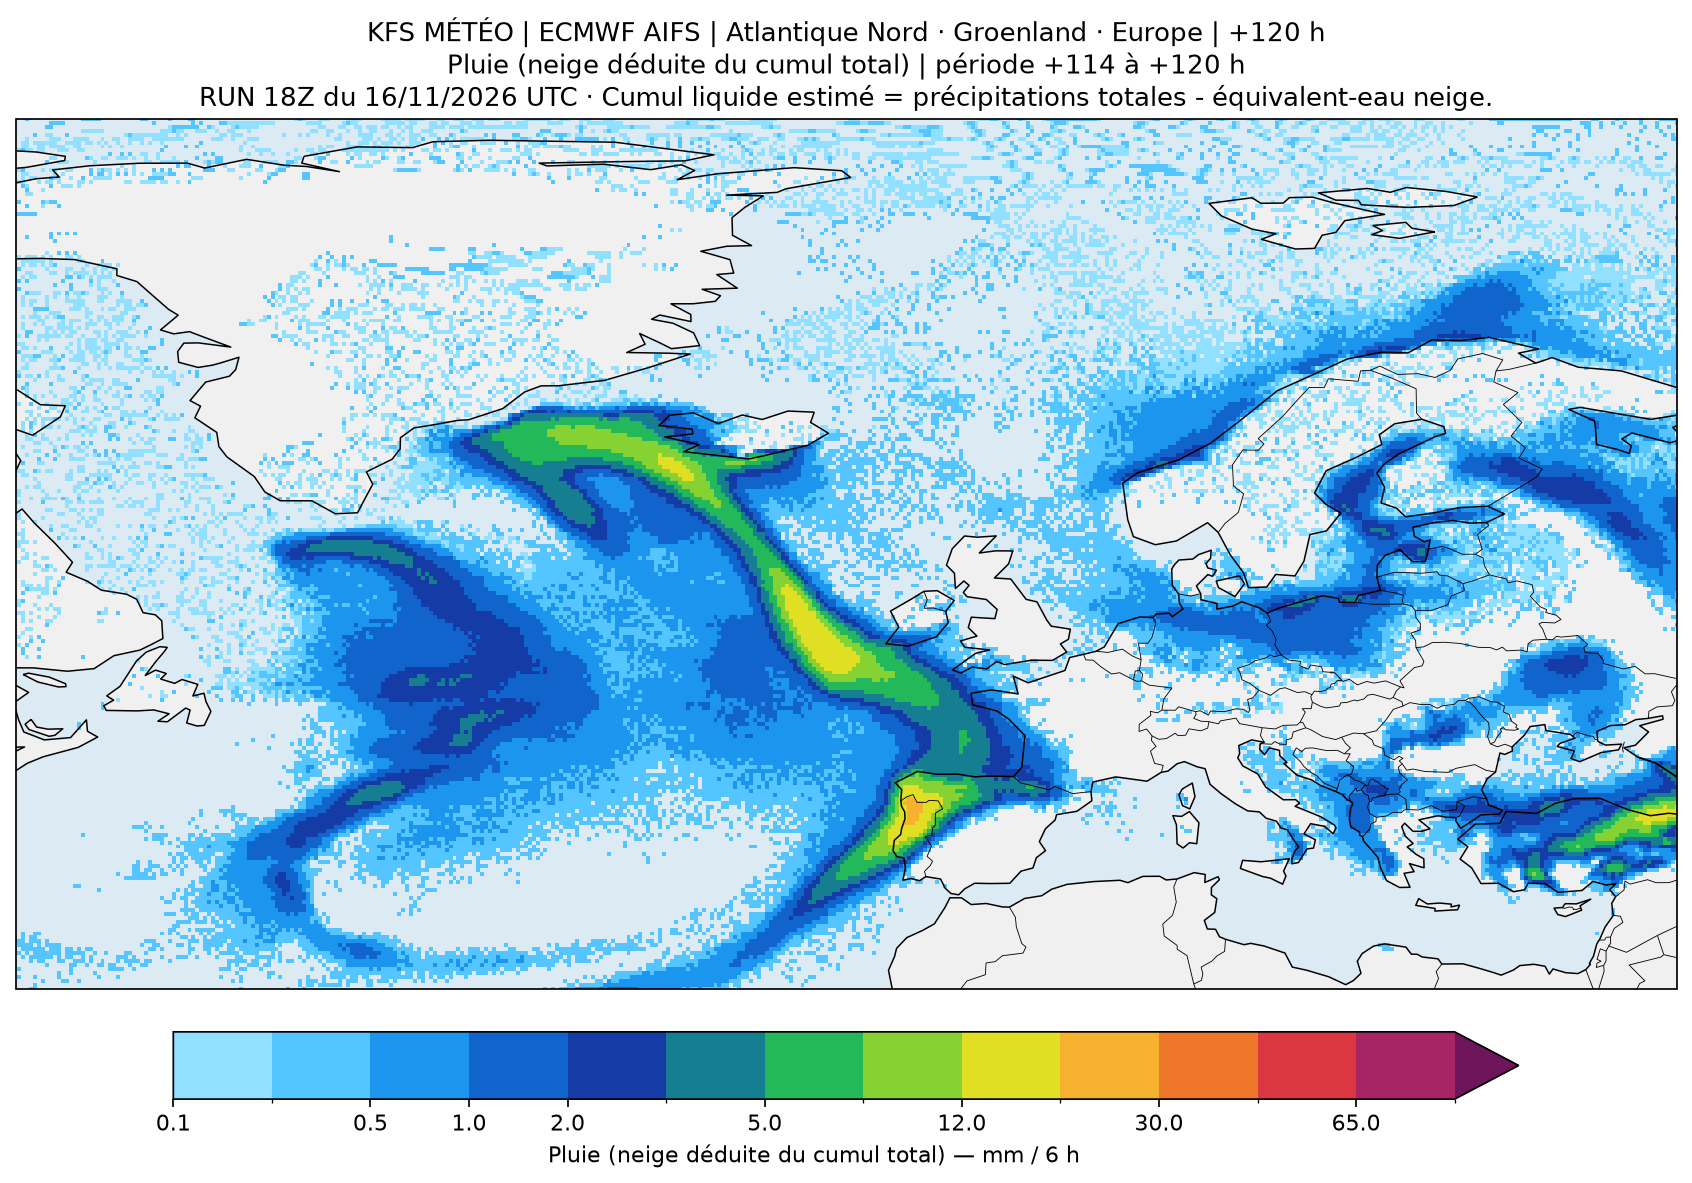 KFS MÉTÉO | ECMWF AIFS | Atlantique Nord · Groenland · Europe | +120 h
Pluie (neige déduite du cumul total) | période +114 à +120 h
RUN 18Z du 16/11/2026 UTC · Cumul liquide estimé = précipitations totales - équivalent-eau neige.
0.1 0.5 1.0 2.0 5.0 12.0 30.0 65.0
Pluie (neige déduite du cumul total) — mm / 6 h